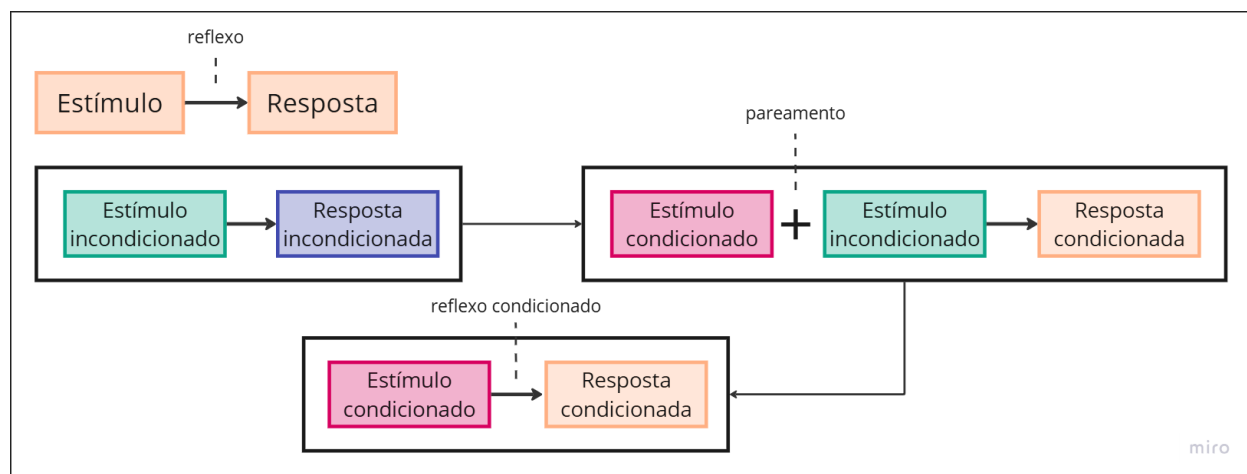 reflexo
Estímulo
Resposta
pareamento
Estímulo
incondicionado
Resposta
incondicionada
Estímulo
condicionado
+
Estímulo
incondicionado
Resposta
condicionada
reflexo condicionado
Estímulo
condicionado
Resposta
condicionada
miro